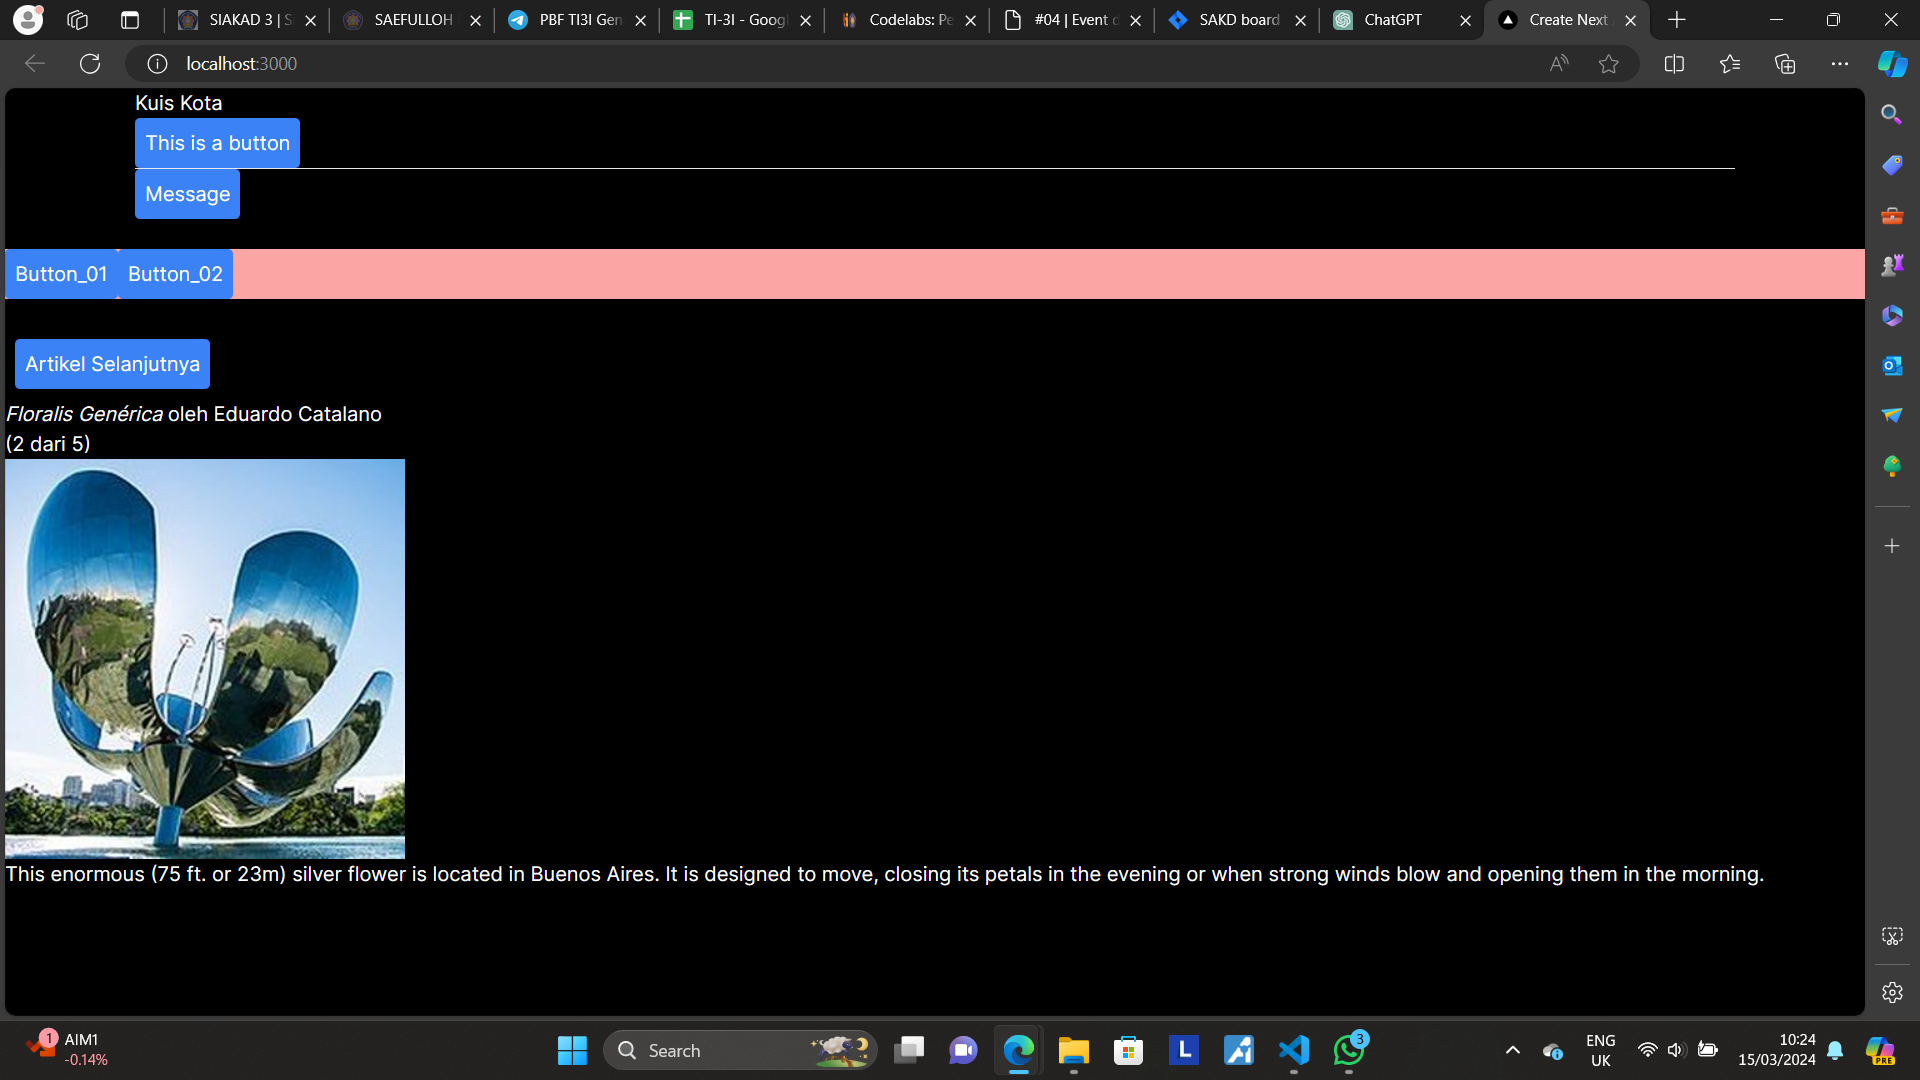 SIAKAD 3 | S
SAEFULLOH
PBF TI3I Gen
TI-3I - Goog
Codelabs: Pe
#04 | Event d
SAKD board
ChatGPT
Create Next
localhost:3000
Kuis Kota
This is a button
Message
Button_01 Button_02
Artikel Selanjutnya
Floralis Genérica oleh Eduardo Catalano
(2 dari 5)
This enormous (75 ft. or 23m) silver flower is located in Buenos Aires. It is designed to move, closing its petals in the evening or when strong winds blow and opening them in the morning.
1
AIM1
-0.14%
Search
L
3
ENG
UK
10:24
15/03/2024
PRE